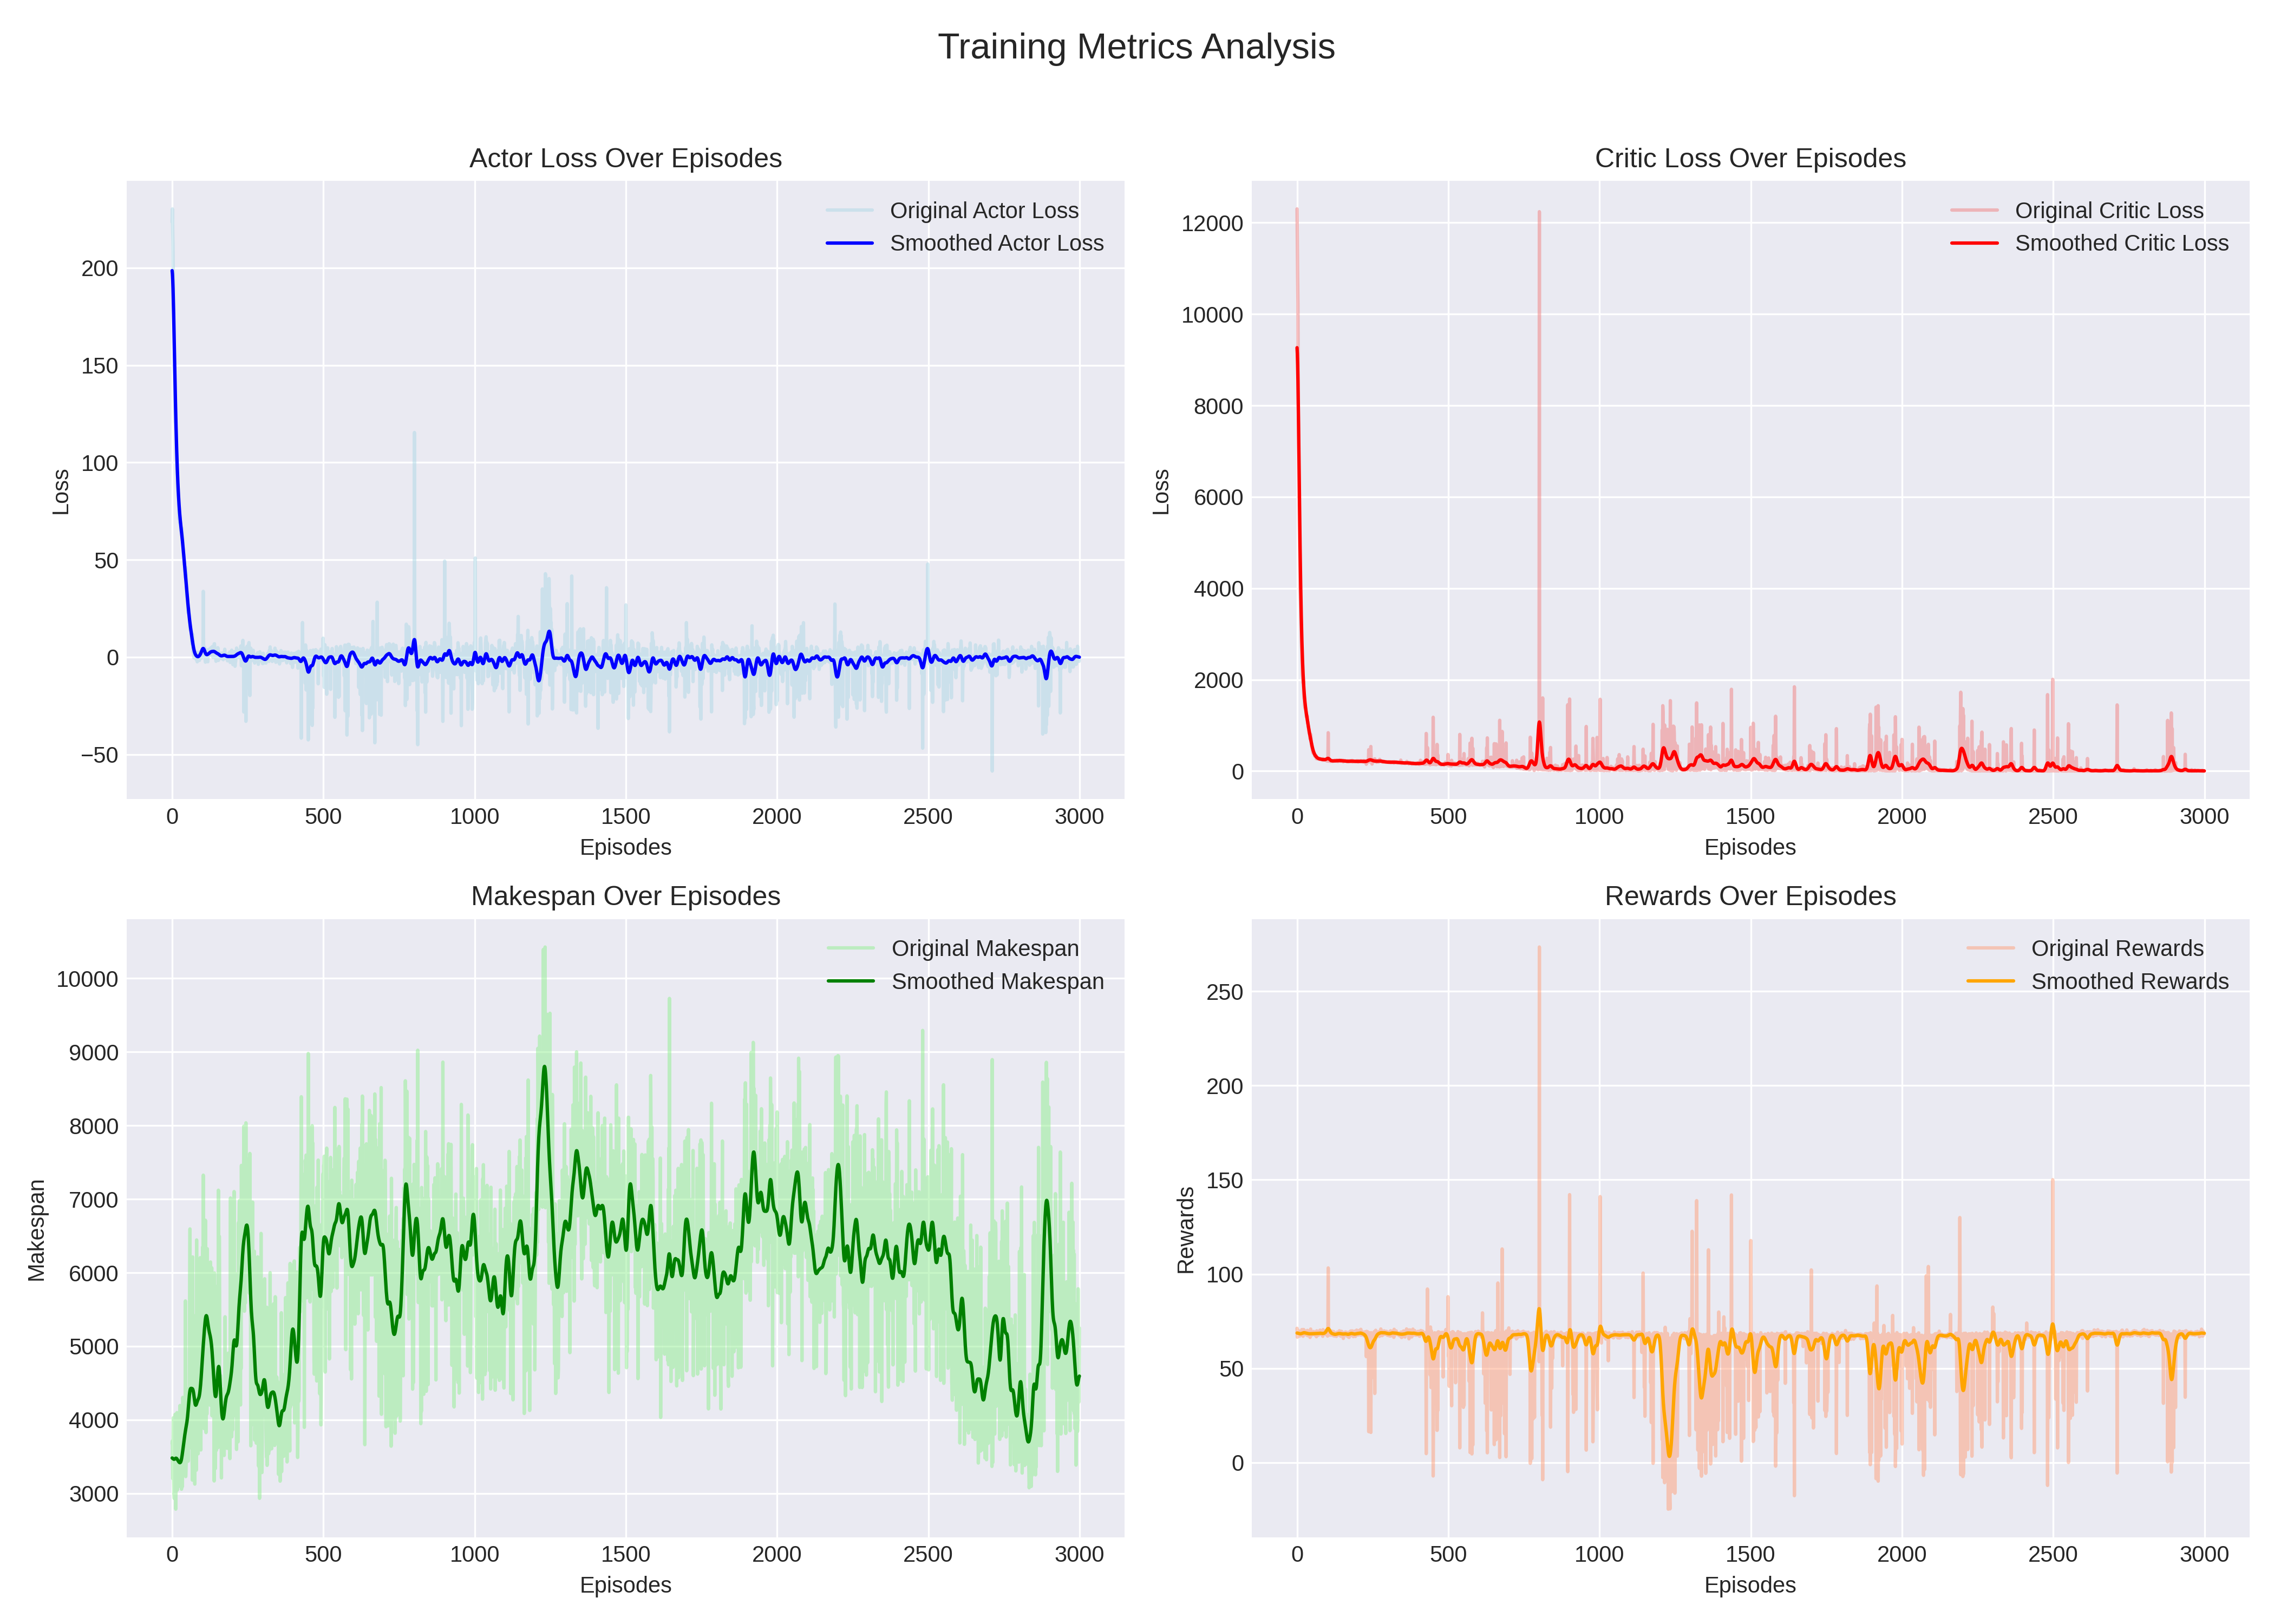 Training Metrics Analysis
Actor Loss Over Episodes
Original Actor Loss
Smoothed Actor Loss
Loss
200
150
100
50
0
−50
0 500 1000 1500 2000 2500 3000
Episodes
Critic Loss Over Episodes
Original Critic Loss
Smoothed Critic Loss
Loss
12000
10000
8000
6000
4000
2000
0
0 500 1000 1500 2000 2500 3000
Episodes
Makespan Over Episodes
Original Makespan
Smoothed Makespan
Makespan
10000
9000
8000
7000
6000
5000
4000
3000
0 500 1000 1500 2000 2500 3000
Episodes
Rewards Over Episodes
Original Rewards
Smoothed Rewards
Rewards
250
200
150
100
50
0
0 500 1000 1500 2000 2500 3000
Episodes